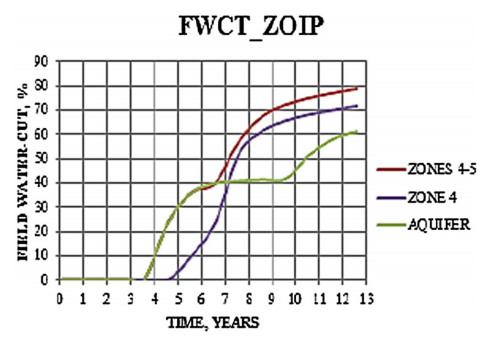 FWCT_ZOIP
FIELD WATER-CUT, %
90
80
70
60
50
40
30
20
10
0
0 1 2 3 4 5 6 7 8 9 10 11 12 13
TIME, YEARS
ZONES 4-5
ZONE 4
AQUIFER